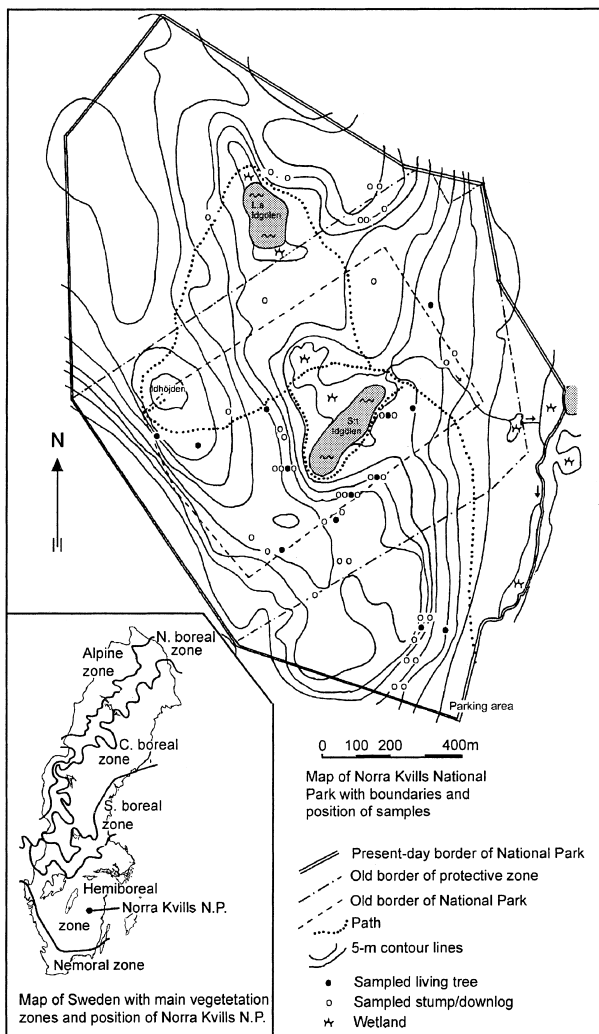 L:a
Idgölen
Idhöjden
S:n
Idgölen
N
Parking area
0 100 200 400m
Map of Norra Kvills National
Park with boundaries and
position of samples
Present-day border of National Park
Old border of protective zone
Old border of National Park
Path
5-m contour lines
Sampled living tree
Sampled stump/downlog
Wetland
N. boreal
zone
Alpine
zone
C. boreal
zone
S. boreal
zone
Hemiboreal
Norra Kvills N.P.
zone
Nemoral zone
Map of Sweden with main vegetetation
zones and position of Norra Kvills N.P.